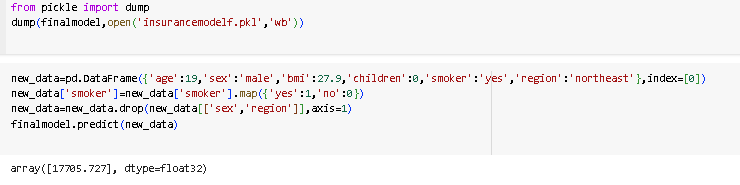 from pickle import dump
dump(finalmodel,open('insurancemodelf.pkl','wb'))
new_data=pd.DataFrame({'age':19,'sex':'male','bmi':27.9,'children':0,'smoker':'yes','region':'northeast'},index=[0])
new_data['smoker']=new_data['smoker'].map({'yes':1,'no':0})
new_data=new_data.drop(new_data[['sex','region']],axis=1)
finalmodel.predict(new_data)
array([17705.727], dtype=float32)